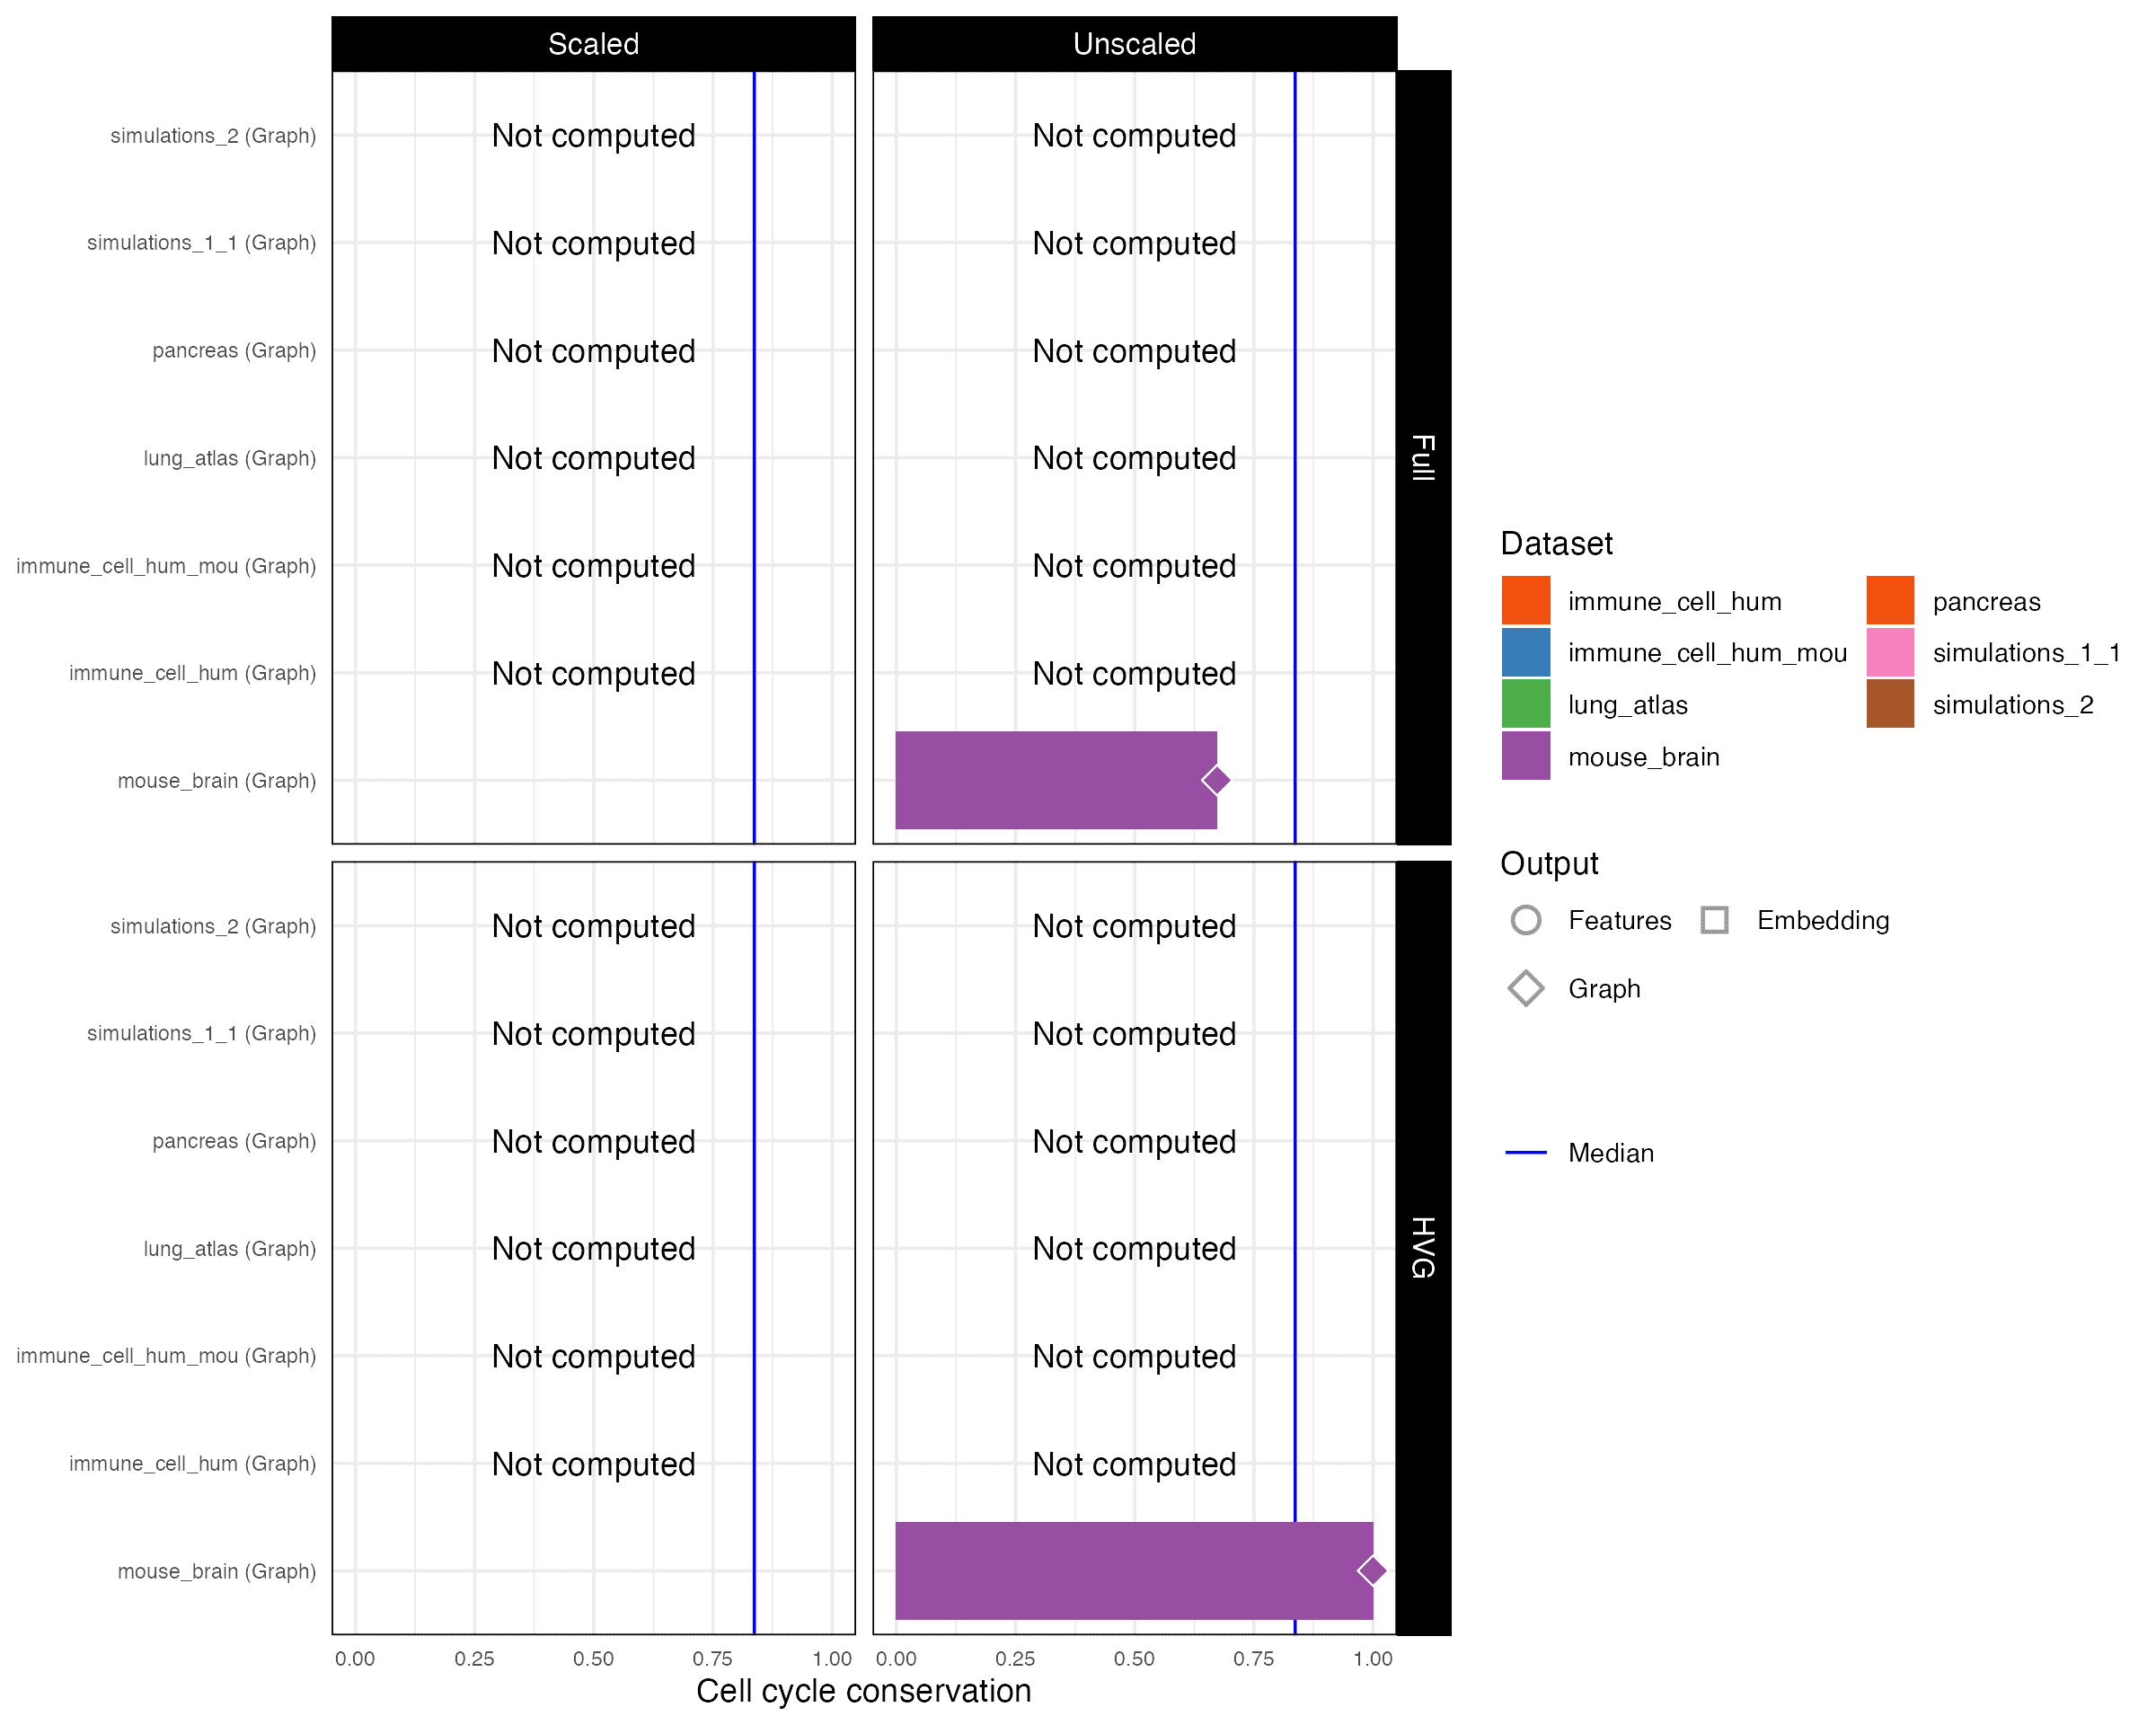 Scaled
Unscaled
simulations_2 (Graph)
Not computed
Not computed
simulations_1_1 (Graph)
Not computed
Not computed
pancreas (Graph)
Not computed
Not computed
lung_atlas (Graph)
Not computed
Not computed
immune_cell_hum_mou (Graph)
Not computed
Not computed
immune_cell_hum (Graph)
Not computed
Not computed
mouse_brain (Graph)
Full
simulations_2 (Graph)
Not computed
Not computed
simulations_1_1 (Graph)
Not computed
Not computed
pancreas (Graph)
Not computed
Not computed
lung_atlas (Graph)
Not computed
Not computed
immune_cell_hum_mou (Graph)
Not computed
Not computed
immune_cell_hum (Graph)
Not computed
Not computed
mouse_brain (Graph)
HVG
0.00 0.25 0.50 0.75 1.00
0.00 0.25 0.50 0.75 1.00
Cell cycle conservation
Dataset
immune_cell_hum
immune_cell_hum_mou
lung_atlas
mouse_brain
pancreas
simulations_1_1
simulations_2
Output
Features
Embedding
Graph
Median